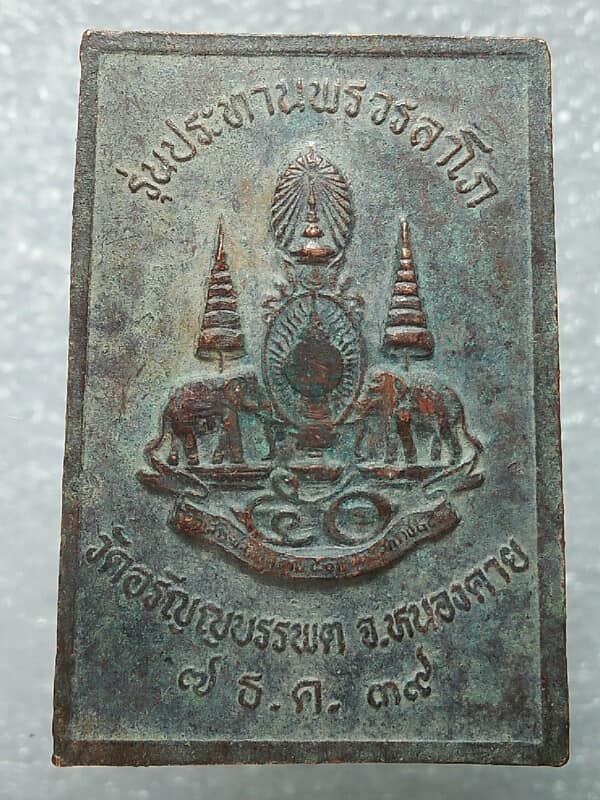 รุ่นประทานพรวรลาโภ
๕๐
วัดอรัญญบรรพต จ.หนองคาย
๗ ธ.ค. ๓๙